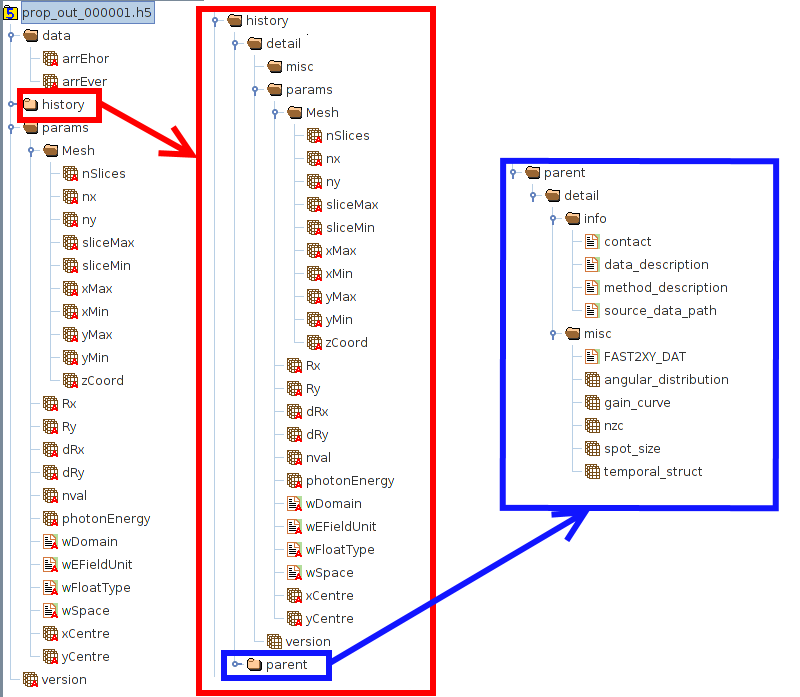 prop_out_000001.h5
data
arrEhor
arrEver
history
params
Mesh
nSlices
nx
ny
sliceMax
sliceMin
xMax
xMin
yMax
yMin
zCoord
Rx
Ry
dRx
dRy
nval
photonEnergy
wDomain
wEFieldUnit
wFloatType
wSpace
xCentre
yCentre
version
history
detail
misc
params
Mesh
nSlices
nx
ny
sliceMax
sliceMin
xMax
xMin
yMax
yMin
zCoord
Rx
Ry
dRx
dRy
nval
photonEnergy
wDomain
wEFieldUnit
wFloatType
wSpace
xCentre
yCentre
version
parent
parent
detail
info
contact
data_description
method_description
source_data_path
misc
FAST2XY_DAT
angular_distribution
gain_curve
nzc
spot_size
temporal_struct